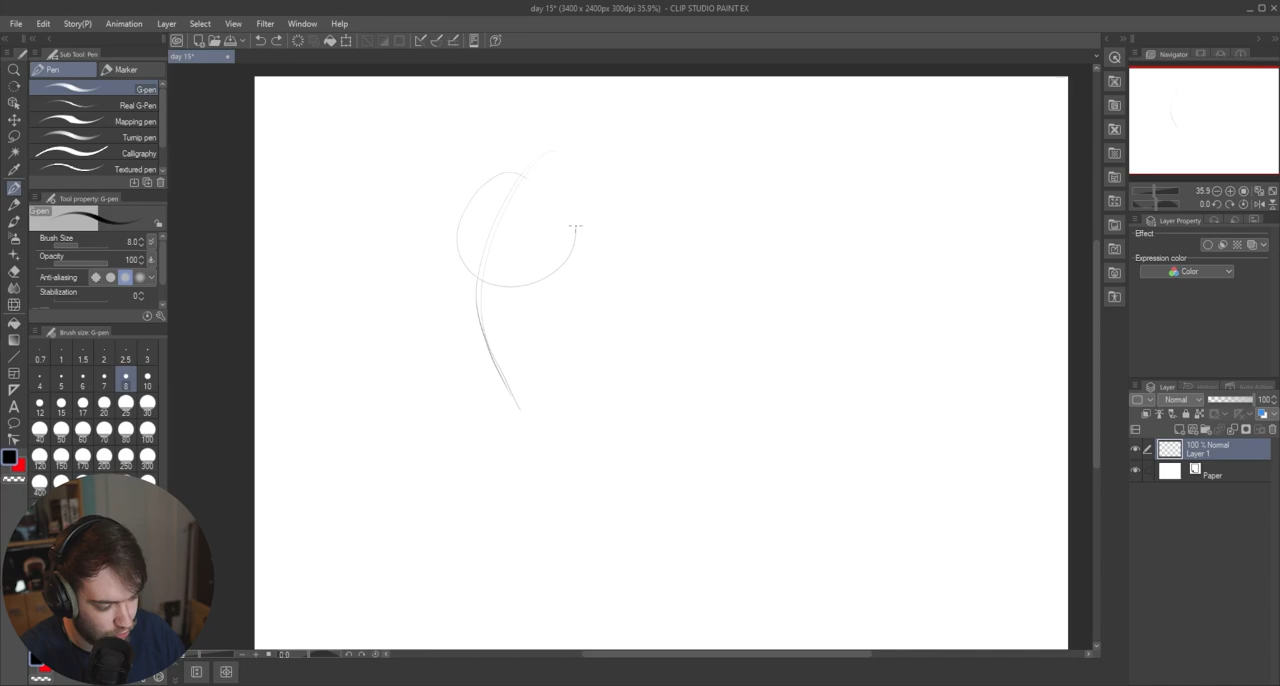 day 15* (3400 x 2400px 300dpi 35.9%) - CLIP STUDIO PAINT EX
File Edit Story(P) Animation Layer Select View Filter Window Help
Sub Tool: Pen
day 15*
Navigator
Pen Marker
G-pen
Real G-Pen
Mapping pen
Turnip pen
Calligraphy
Textured pen
35.9
0.0
Tool property: G-pen
G-pen
Layer Property
Brush Size 8.0
Effect
Opacity 100
Expression color
Anti-aliasing
Color
Stabilization 0
Brush size: G-pen
0.7 1 1.5 2 2.5 3
4 5 6 7 8 10
12 15 17 20 25 30
40 50 60 70 80 100
120 150 170 200 250 300
400
Layer
Normal 100
100 % Normal
Layer 1
Paper
0.0